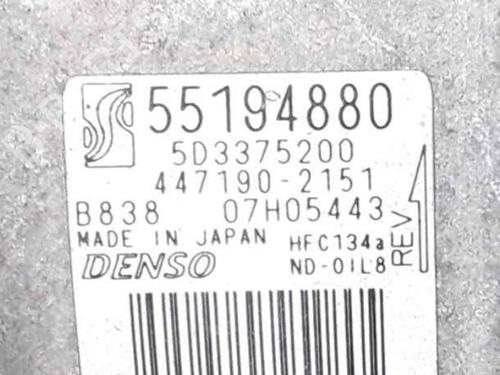 55194880
5D3375200
447190-2151
B838 07H05443
MADE IN JAPAN HFC134a
DENSO ND-OIL8
REV